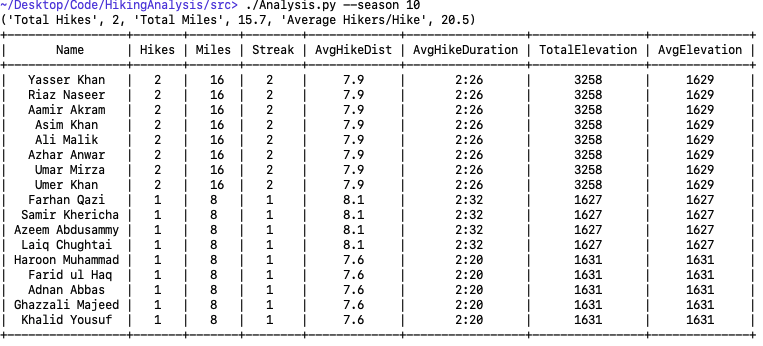 ~/Desktop/Code/HikingAnalysis/src> ./Analysis.py --season 10
('Total Hikes', 2, 'Total Miles', 15.7, 'Average Hikers/Hike', 20.5)
+---------------+-------+-------+--------+-------------+-----------------+----------------+--------------+
| Name | Hikes | Miles | Streak | AvgHikeDist | AvgHikeDuration | TotalElevation | AvgElevation |
+---------------+-------+-------+--------+-------------+-----------------+----------------+--------------+
| Yasser Khan | 2 | 16 | 2 | 7.9 | 2:26 | 3258 | 1629 |
| Riaz Naseer | 2 | 16 | 2 | 7.9 | 2:26 | 3258 | 1629 |
| Aamir Akram | 2 | 16 | 2 | 7.9 | 2:26 | 3258 | 1629 |
| Asim Khan | 2 | 16 | 2 | 7.9 | 2:26 | 3258 | 1629 |
| Ali Malik | 2 | 16 | 2 | 7.9 | 2:26 | 3258 | 1629 |
| Azhar Anwar | 2 | 16 | 2 | 7.9 | 2:26 | 3258 | 1629 |
| Umar Mirza | 2 | 16 | 2 | 7.9 | 2:26 | 3258 | 1629 |
| Umer Khan | 2 | 16 | 2 | 7.9 | 2:26 | 3258 | 1629 |
| Farhan Qazi | 1 | 8 | 1 | 8.1 | 2:32 | 1627 | 1627 |
| Samir Khericha | 1 | 8 | 1 | 8.1 | 2:32 | 1627 | 1627 |
| Azeem Abdusammy | 1 | 8 | 1 | 8.1 | 2:32 | 1627 | 1627 |
| Laiq Chughtai | 1 | 8 | 1 | 8.1 | 2:32 | 1627 | 1627 |
| Haroon Muhammad | 1 | 8 | 1 | 7.6 | 2:20 | 1631 | 1631 |
| Farid ul Haq | 1 | 8 | 1 | 7.6 | 2:20 | 1631 | 1631 |
| Adnan Abbas | 1 | 8 | 1 | 7.6 | 2:20 | 1631 | 1631 |
| Ghazzali Majeed | 1 | 8 | 1 | 7.6 | 2:20 | 1631 | 1631 |
| Khalid Yousuf | 1 | 8 | 1 | 7.6 | 2:20 | 1631 | 1631 |
+---------------+-------+-------+--------+-------------+-----------------+----------------+--------------+